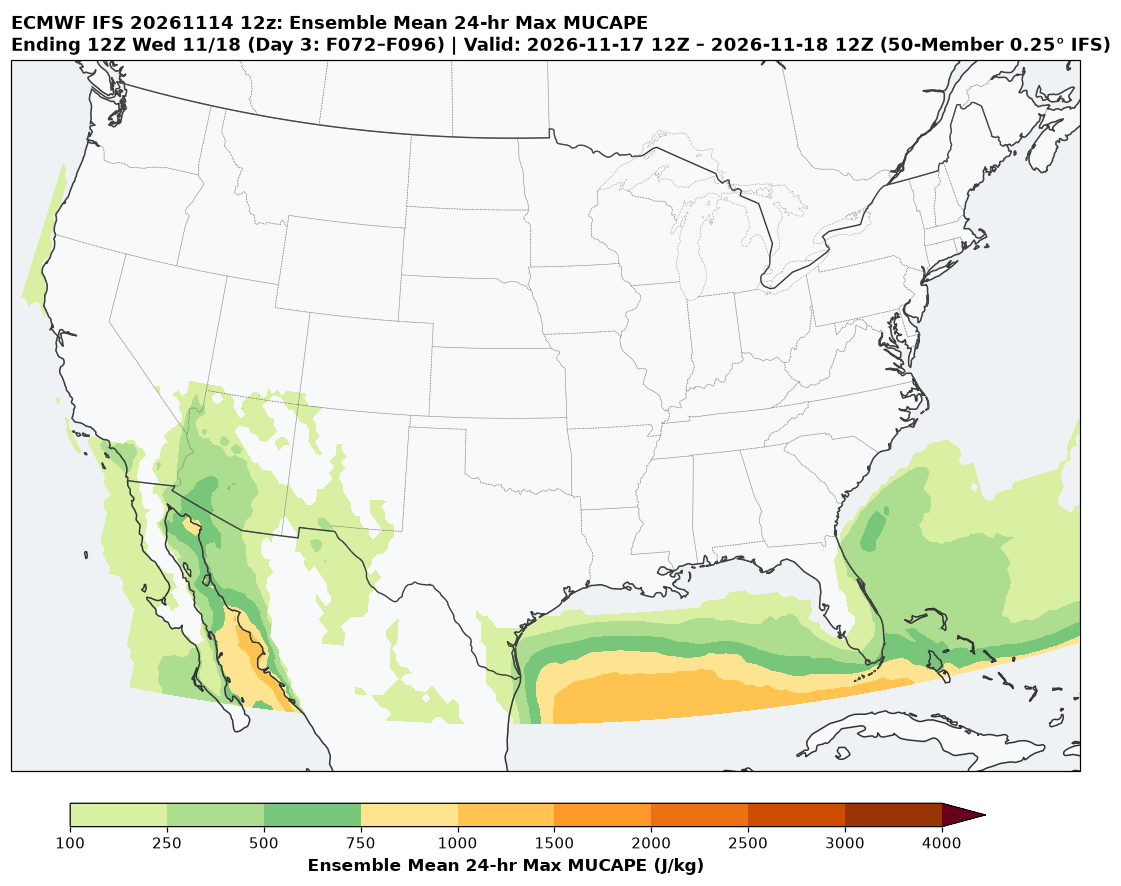 ECMWF IFS 20261114 12z: Ensemble Mean 24-hr Max MUCAPE
Ending 12Z Wed 11/18 (Day 3: F072–F096) | Valid: 2026-11-17 12Z – 2026-11-18 12Z (50-Member 0.25° IFS)
100 250 500 750 1000 1500 2000 2500 3000 4000
Ensemble Mean 24-hr Max MUCAPE (J/kg)